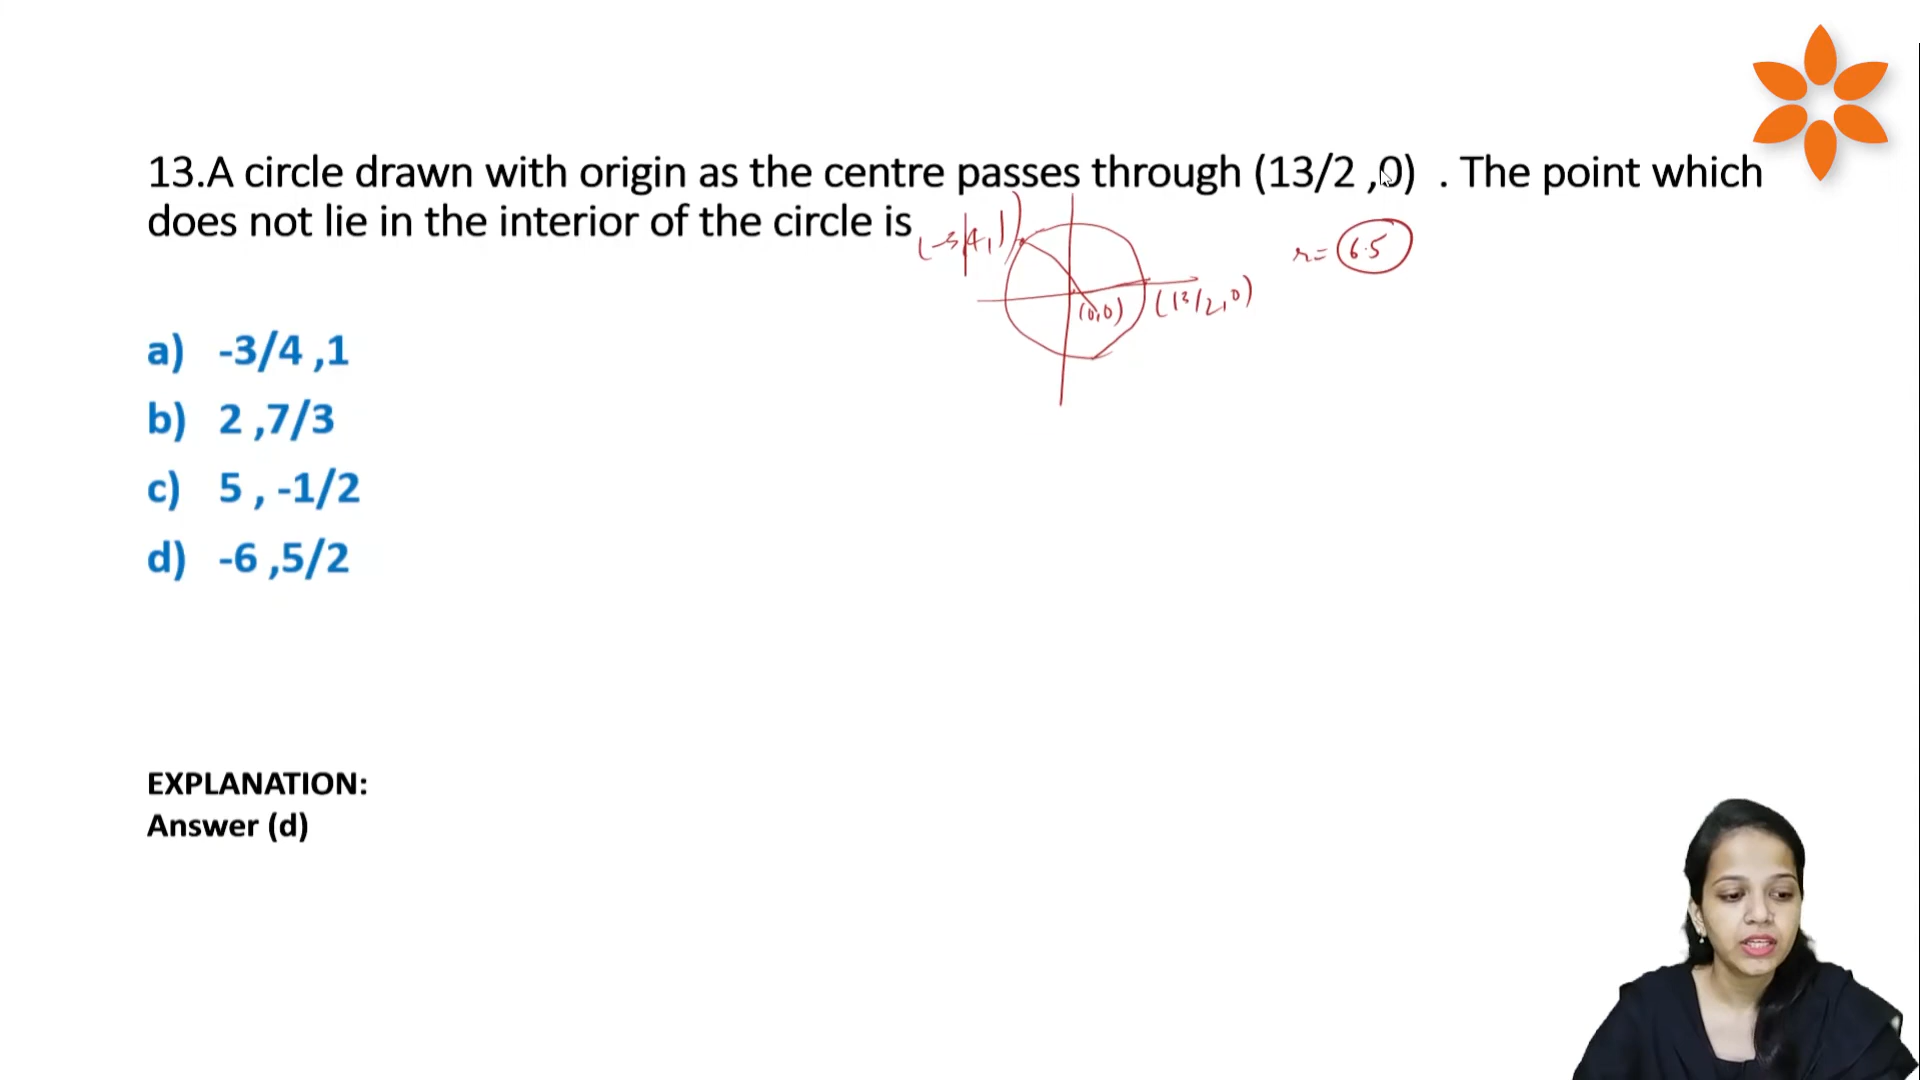 13.A circle drawn with origin as the centre passes through (13/2 ,0) . The point which
does not lie in the interior of the circle is
(-3/4,1)
r= 6.5
(0,0)
(13/2,0)
a) -3/4 ,1
b) 2 ,7/3
c) 5 , -1/2
d) -6 ,5/2
EXPLANATION:
Answer (d)